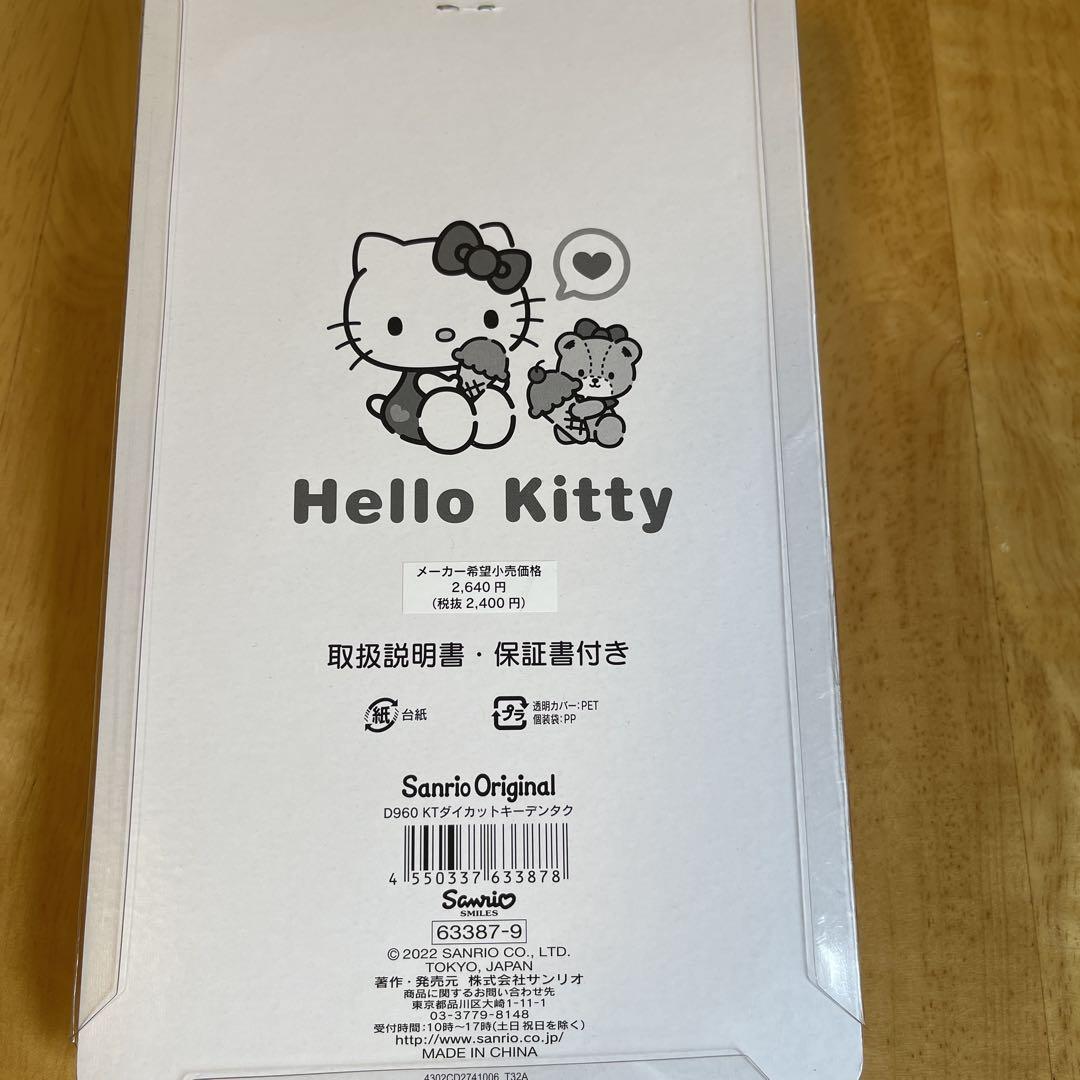 Hello Kitty
メーカー希望小売価格
2,640円
(税抜2,400円)
取扱説明書・保証書付き
紙 台紙
プラ 透明カバー:PET
個装袋:PP
Sanrio Original
D960 KTダイカットキーデンタク
4 550337 633878
Sanrio
SMILES
63387-9
©2022 SANRIO CO., LTD.
TOKYO, JAPAN
著作・発売元 株式会社サンリオ
商品に関するお問い合わせ先
東京都品川区大崎1-11-1
03-3779-8148
受付時間:10時～17時(土日祝日を除く)
http://www.sanrio.co.jp/
MADE IN CHINA
4302CD2741006 T32A